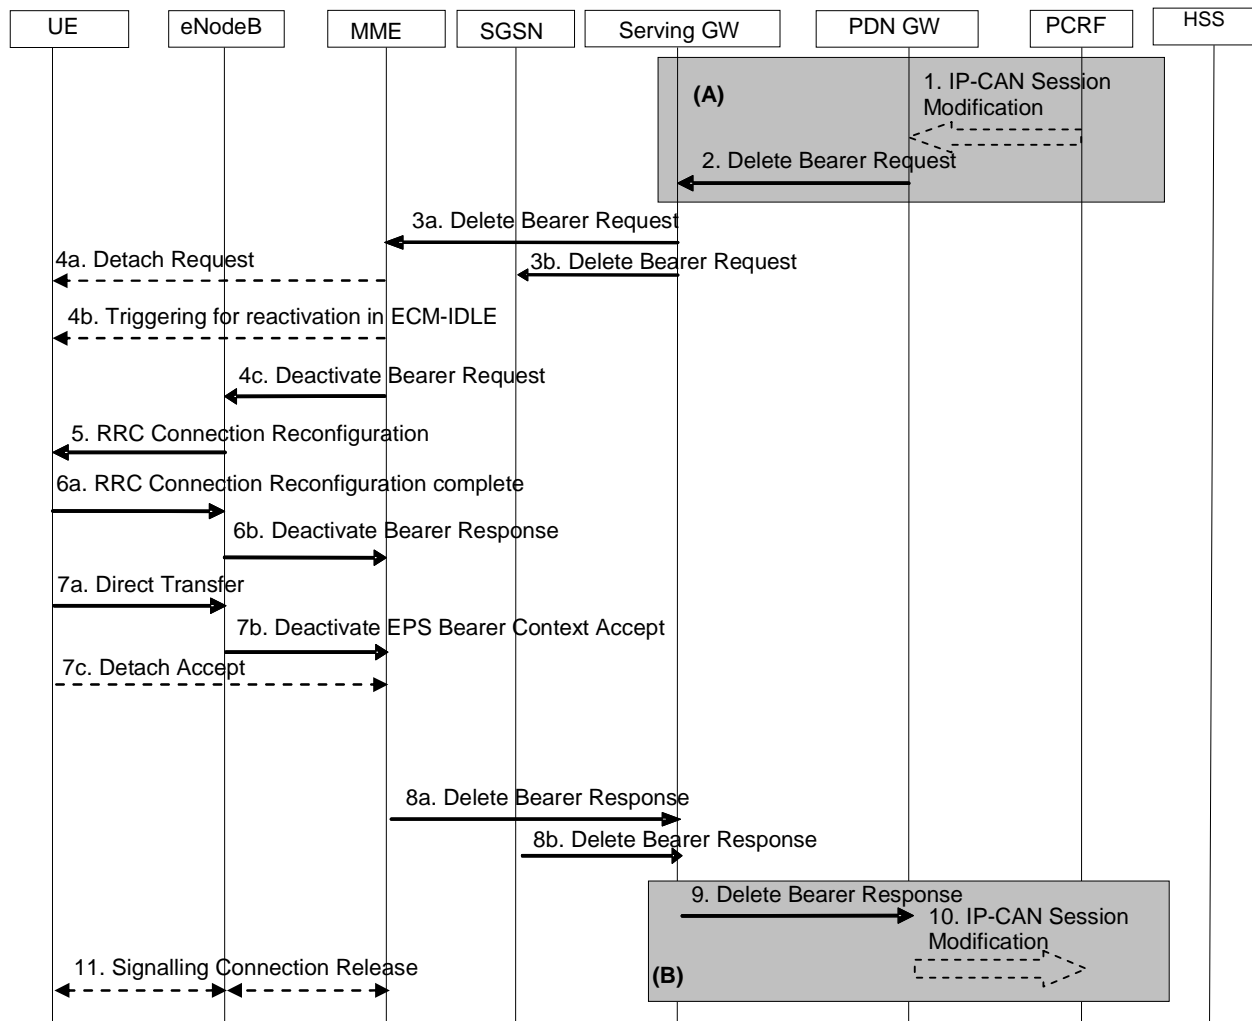 UE
eNodeB
MME
SGSN
Serving GW
PDN GW
PCRF
HSS
(A)
1. IP-CAN Session
Modification
2. Delete Bearer Request
3a. Delete Bearer Request
4a. Detach Request
3b. Delete Bearer Request
4b. Triggering for reactivation in ECM-IDLE
4c. Deactivate Bearer Request
5. RRC Connection Reconfiguration
6a. RRC Connection Reconfiguration complete
6b. Deactivate Bearer Response
7a. Direct Transfer
7b. Deactivate EPS Bearer Context Accept
7c. Detach Accept
8a. Delete Bearer Response
8b. Delete Bearer Response
9. Delete Bearer Response
10. IP-CAN Session
Modification
11. Signalling Connection Release
(B)